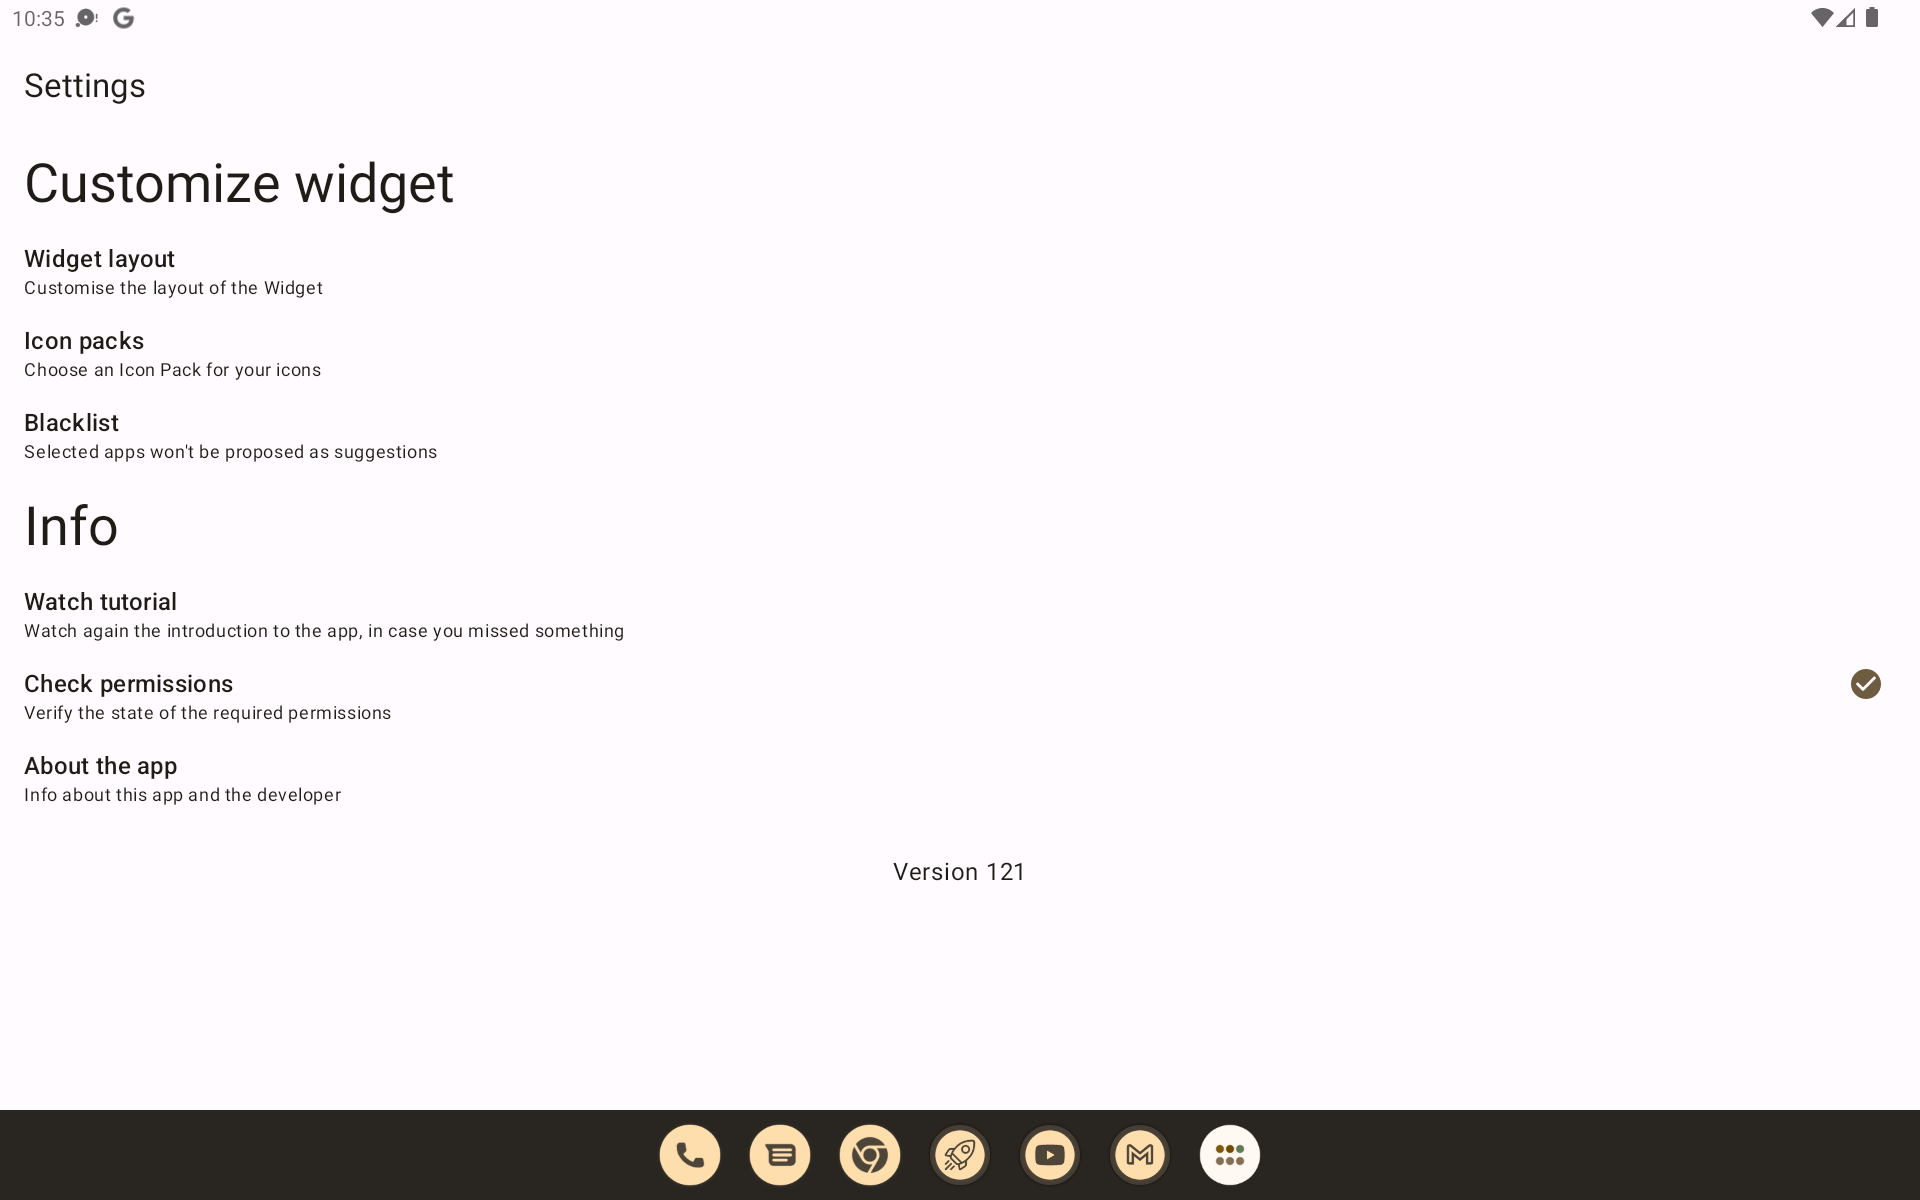 10:35
Settings
Customize widget
Widget layout
Customise the layout of the Widget
Icon packs
Choose an Icon Pack for your icons
Blacklist
Selected apps won't be proposed as suggestions
Info
Watch tutorial
Watch again the introduction to the app, in case you missed something
Check permissions
Verify the state of the required permissions
About the app
Info about this app and the developer
Version 121